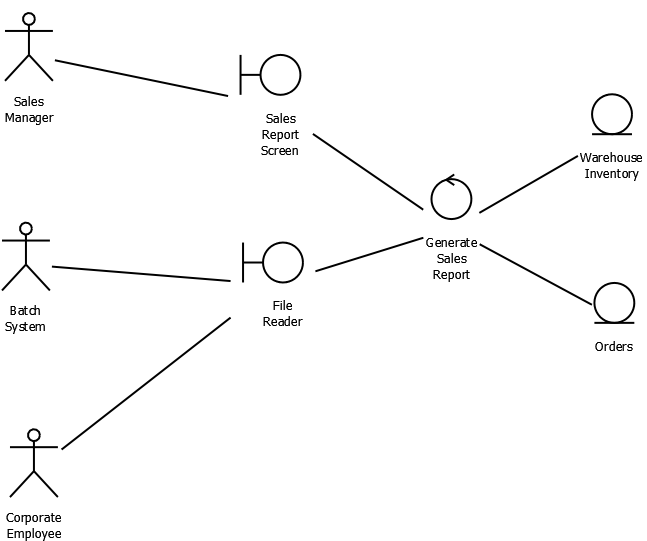 Sales
Manager
Sales
Report
Screen
Warehouse
Inventory
Generate
Sales
Report
Batch
System
File
Reader
Orders
Corporate
Employee